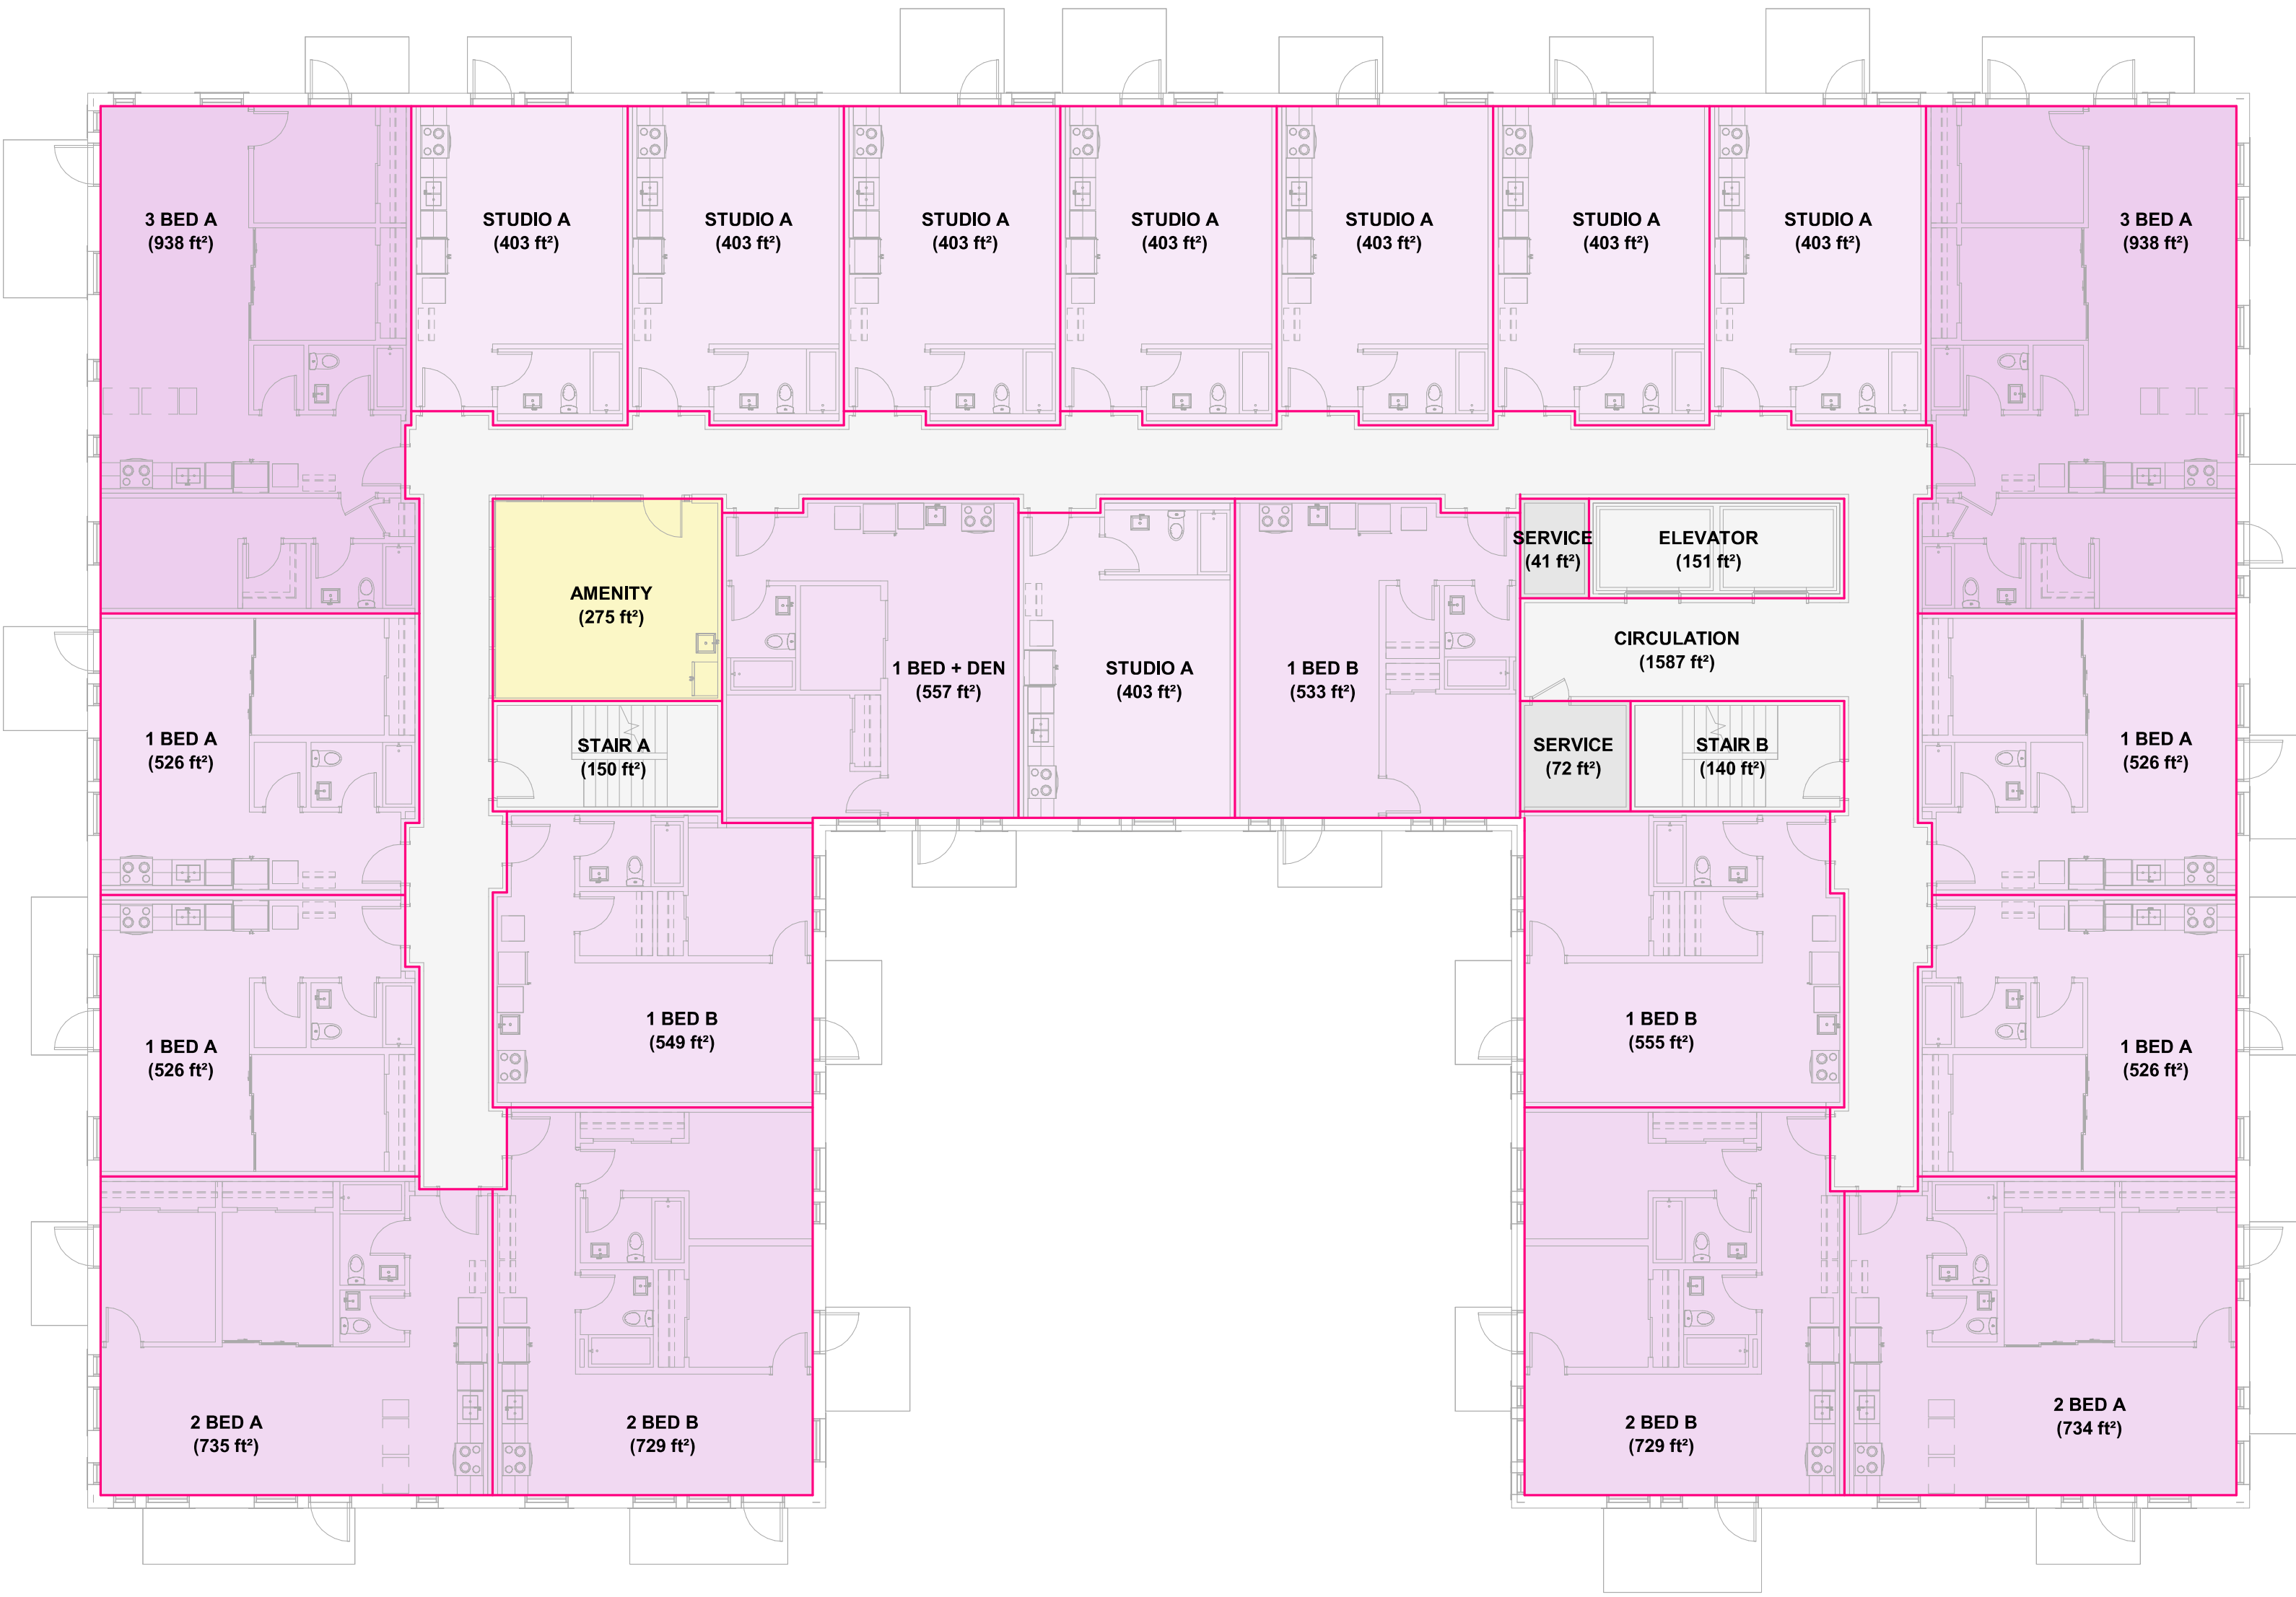 3 BED A
(938 ft²)
STUDIO A
(403 ft²)
STUDIO A
(403 ft²)
STUDIO A
(403 ft²)
STUDIO A
(403 ft²)
STUDIO A
(403 ft²)
STUDIO A
(403 ft²)
STUDIO A
(403 ft²)
3 BED A
(938 ft²)
AMENITY
(275 ft²)
1 BED + DEN
(557 ft²)
STUDIO A
(403 ft²)
1 BED B
(533 ft²)
SERVICE
(41 ft²)
ELEVATOR
(151 ft²)
CIRCULATION
(1587 ft²)
1 BED A
(526 ft²)
STAIR A
(150 ft²)
SERVICE
(72 ft²)
STAIR B
(140 ft²)
1 BED A
(526 ft²)
1 BED A
(526 ft²)
1 BED B
(549 ft²)
1 BED B
(555 ft²)
1 BED A
(526 ft²)
2 BED A
(735 ft²)
2 BED B
(729 ft²)
2 BED B
(729 ft²)
2 BED A
(734 ft²)